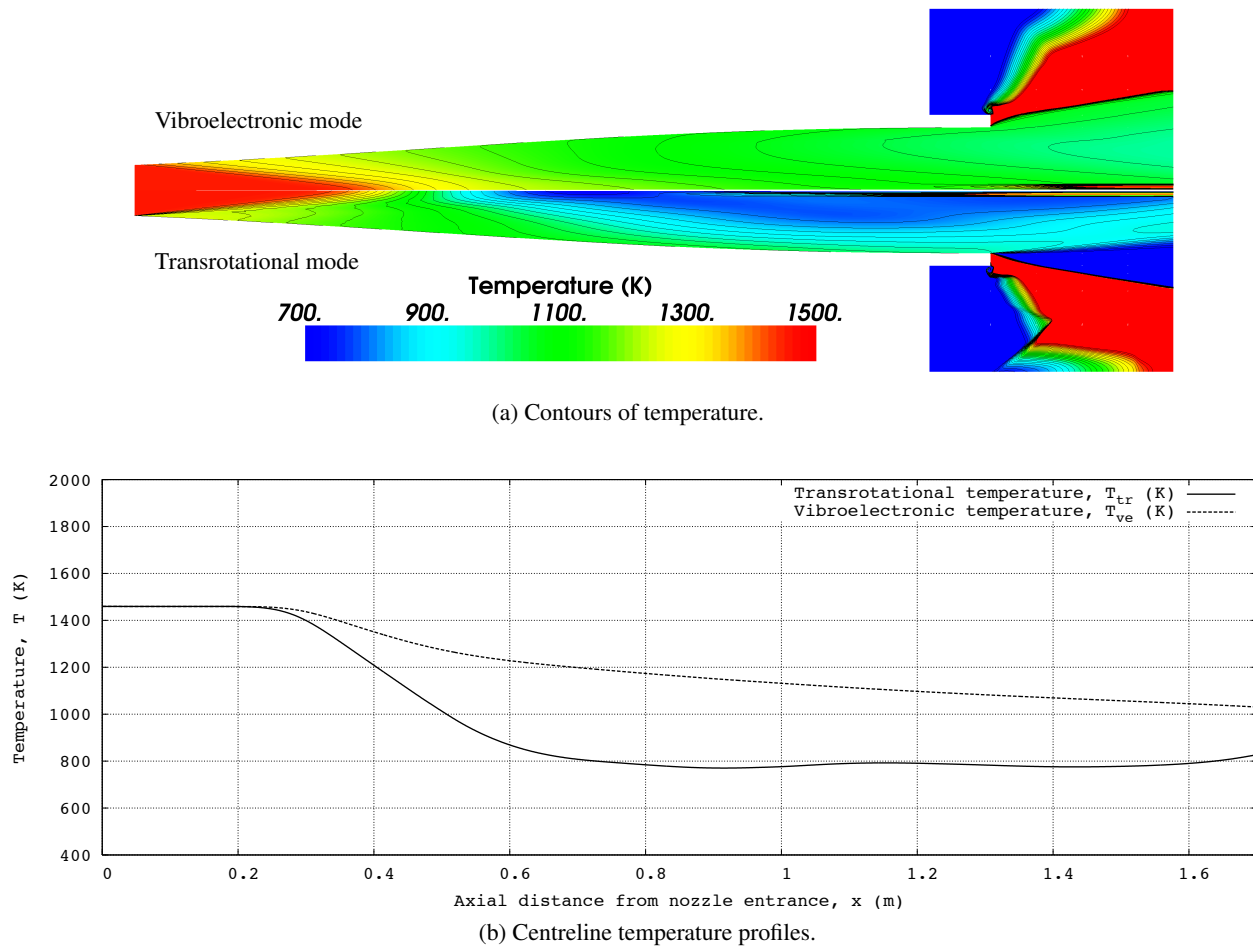 Vibroelectronic mode
Transrotational mode
Temperature (K)
700. 900. 1100. 1300. 1500.
(a) Contours of temperature.
2000
1800
1600
1400
1200
1000
800
600
400
Temperature, T (K)
Transrotational temperature, T_tr (K)
Vibroelectronic temperature, T_ve (K)
0 0.2 0.4 0.6 0.8 1 1.2 1.4 1.6
Axial distance from nozzle entrance, x (m)
(b) Centreline temperature profiles.